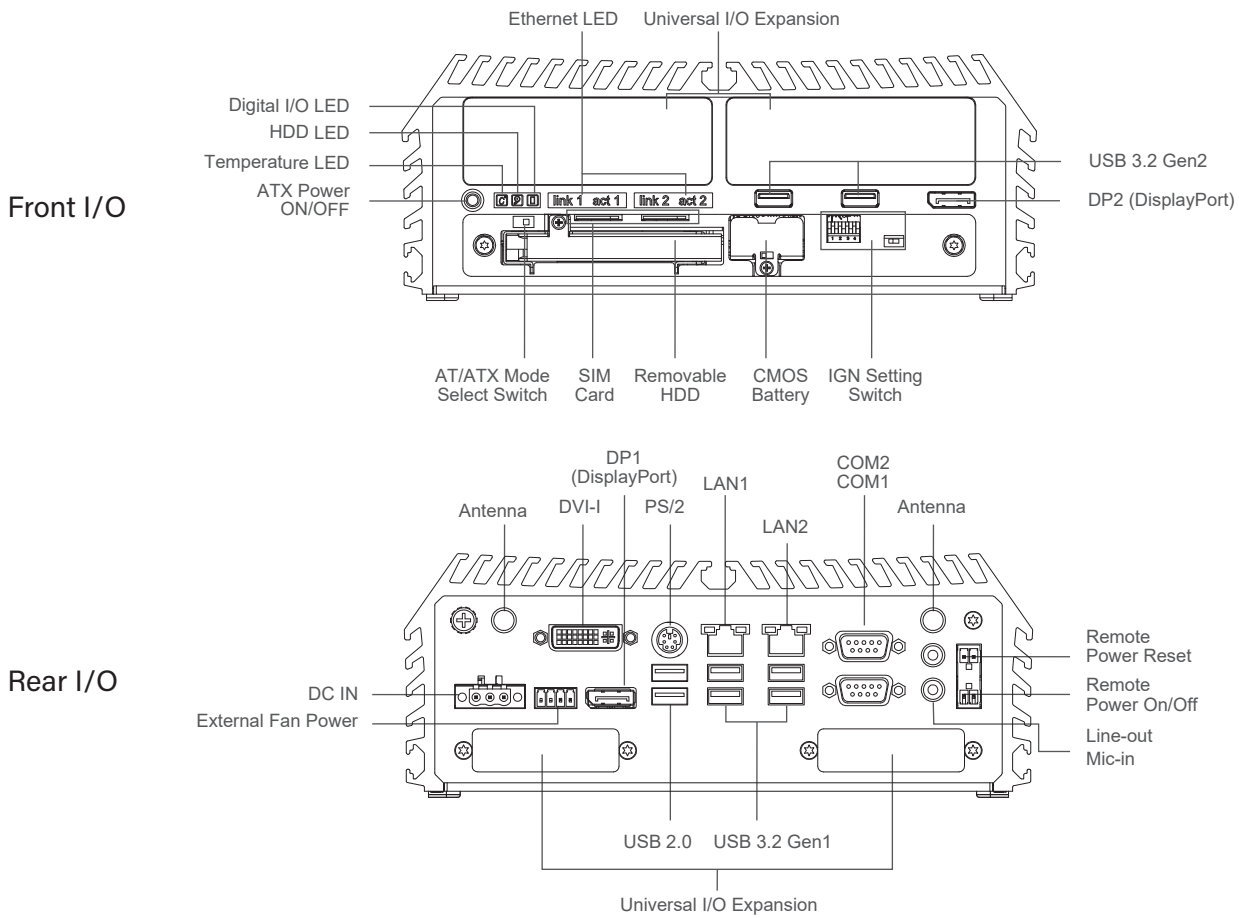 Ethernet LED
Universal I/O Expansion
Digital I/O LED
HDD LED
Temperature LED
ATX Power
ON/OFF
Front I/O
link 1 act 1
link 2 act 2
USB 3.2 Gen2
DP2 (DisplayPort)
1 2 3 4
AT/ATX Mode
Select Switch
SIM
Card
Removable
HDD
CMOS
Battery
IGN Setting
Switch
DP1
(DisplayPort)
Antenna
DVI-I
PS/2
LAN1
LAN2
COM2
COM1
Antenna
Rear I/O
DC IN
External Fan Power
Remote
Power Reset
Remote
Power On/Off
Line-out
Mic-in
USB 2.0
USB 3.2 Gen1
Universal I/O Expansion